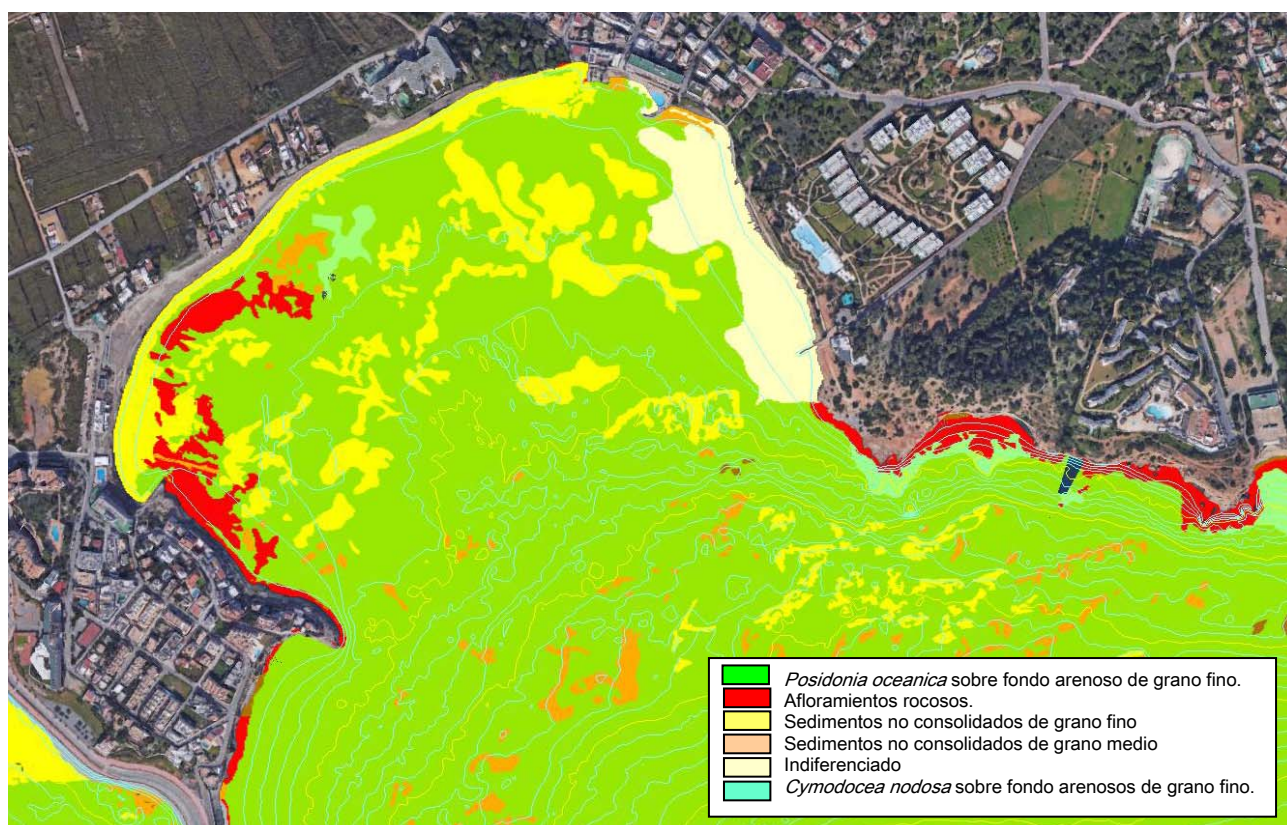 Posidonia oceanica sobre fondo arenoso de grano fino.
Afloramientos rocosos.
Sedimentos no consolidados de grano fino
Sedimentos no consolidados de grano medio
Indiferenciado
Cymodocea nodosa sobre fondo arenosos de grano fino.